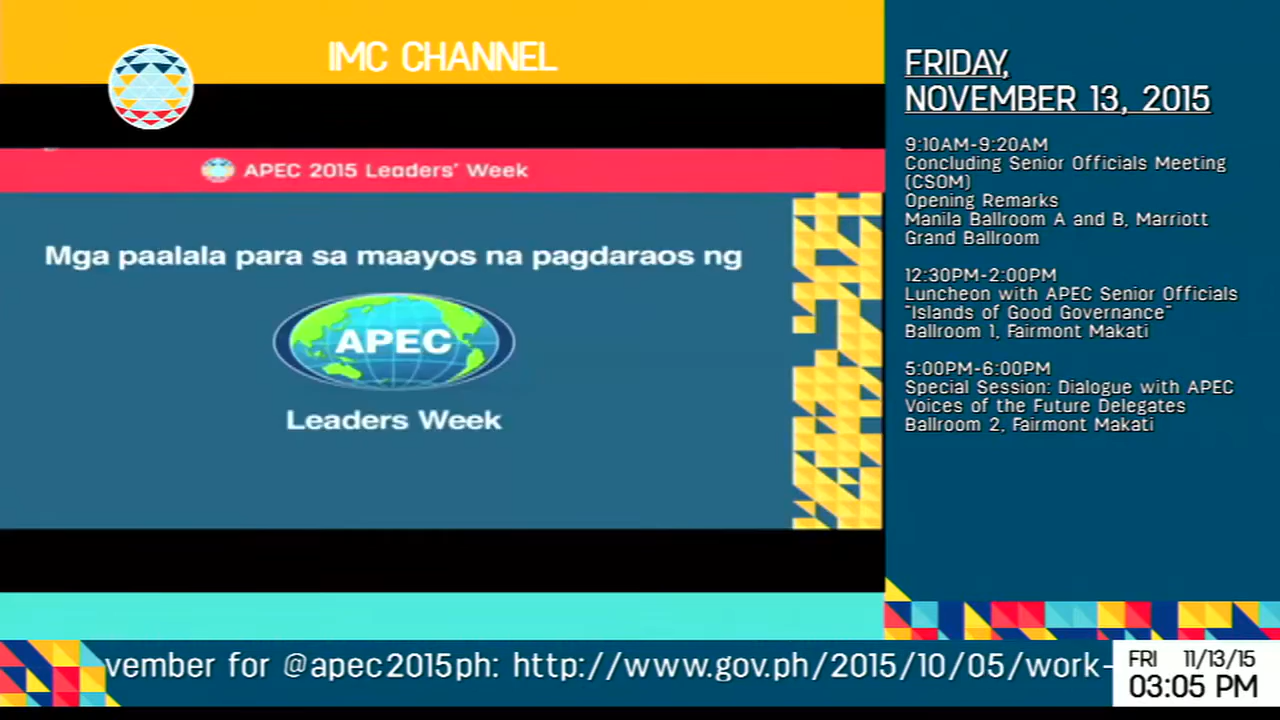 IMC CHANNEL
APEC 2015 Leaders' Week
Mga paalala para sa maayos na pagdaraos ng
APEC
Leaders Week
FRIDAY,
NOVEMBER 13, 2015
9:10AM-9:20AM
Concluding Senior Officials Meeting
(CSOM)
Opening Remarks
Manila Ballroom A and B, Marriott
Grand Ballroom
12:30PM-2:00PM
Luncheon with APEC Senior Officials
"Islands of Good Governance"
Ballroom 1, Fairmont Makati
5:00PM-6:00PM
Special Session: Dialogue with APEC
Voices of the Future Delegates
Ballroom 2, Fairmont Makati
vember for @apec2015ph: http://www.gov.ph/2015/10/05/work-
FRI 11/13/15
03:05 PM